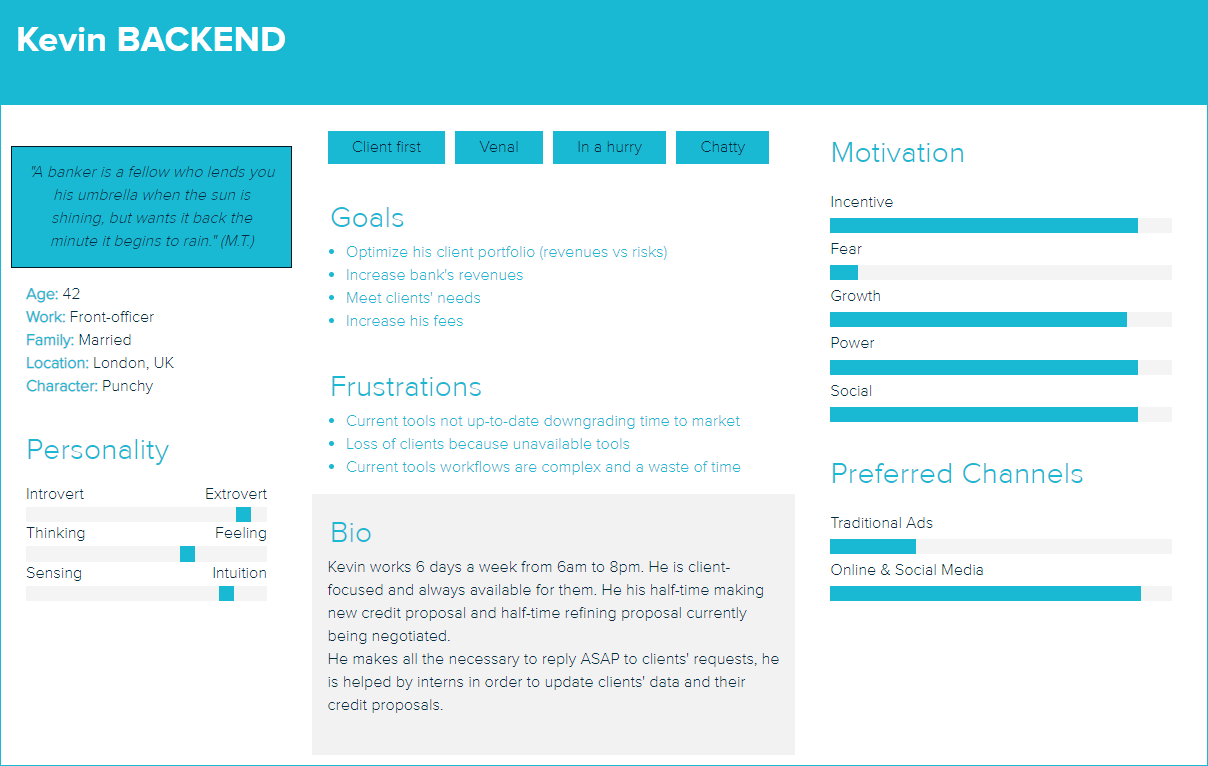 Kevin BACKEND
"A banker is a fellow who lends you
his umbrella when the sun is
shining, but wants it back the
minute it begins to rain." (M.T.)
Age: 42
Work: Front-officer
Family: Married
Location: London, UK
Character: Punchy
Personality
Introvert Extrovert
Thinking Feeling
Sensing Intuition
Client first Venal In a hurry Chatty
Goals
• Optimize his client portfolio (revenues vs risks)
• Increase bank's revenues
• Meet clients' needs
• Increase his fees
Frustrations
• Current tools not up-to-date downgrading time to market
• Loss of clients because unavailable tools
• Current tools workflows are complex and a waste of time
Bio
Kevin works 6 days a week from 6am to 8pm. He is client-
focused and always available for them. He his half-time making
new credit proposal and half-time refining proposal currently
being negotiated.
He makes all the necessary to reply ASAP to clients' requests, he
is helped by interns in order to update clients' data and their
credit proposals.
Motivation
Incentive
Fear
Growth
Power
Social
Preferred Channels
Traditional Ads
Online & Social Media